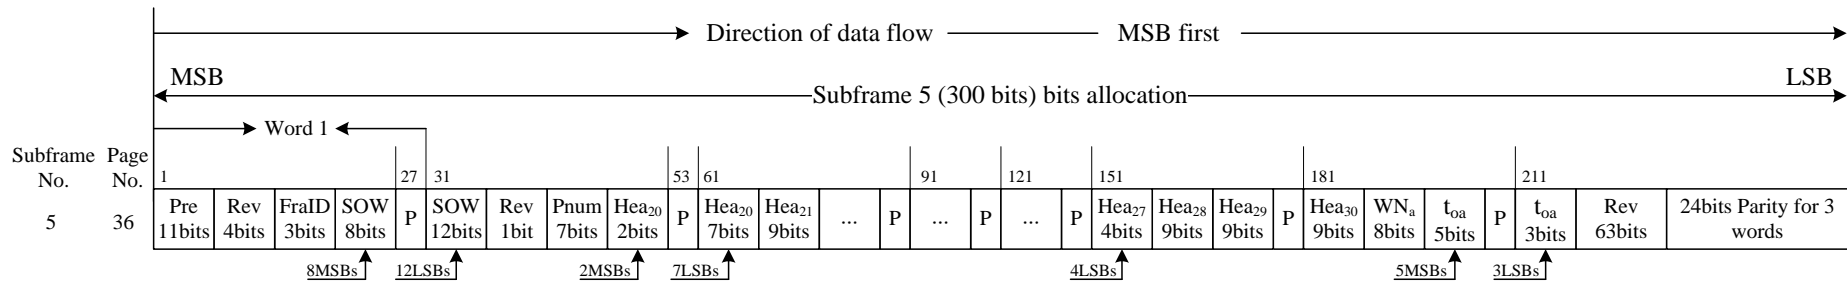 Direction of data flow MSB first
MSB LSB
Subframe 5 (300 bits) bits allocation
Word 1
Subframe Page
No. No.
1 27 31 53 61 91 121 151 181 211
5 36
Pre
11bits
Rev
4bits
FraID
3bits
SOW
8bits
P
SOW
12bits
Rev
1bit
Pnum
7bits
Hea₂₀
2bits
P
Hea₂₀
7bits
Hea₂₁
9bits
...
P
...
P
...
P
Hea₂₇
4bits
Hea₂₈
9bits
Hea₂₉
9bits
P
Hea₃₀
9bits
WNₐ
8bits
tₒₐ
5bits
P
tₒₐ
3bits
Rev
63bits
24bits Parity for 3
words
8MSBs 12LSBs 2MSBs 7LSBs 4LSBs 5MSBs 3LSBs